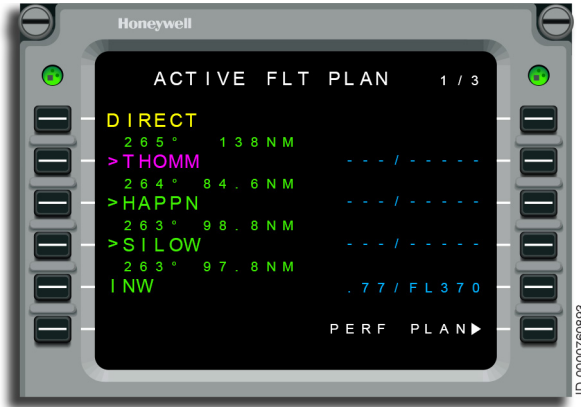 Honeywell
ACTIVE FLT PLAN 1 / 3
DIRECT
265° 138NM
>THOMM ---/-----
264° 84.6NM
>HAPPN ---/-----
263° 98.8NM
>SILOW ---/-----
263° 97.8NM
INW .77/FL370
PERF PLAN▶